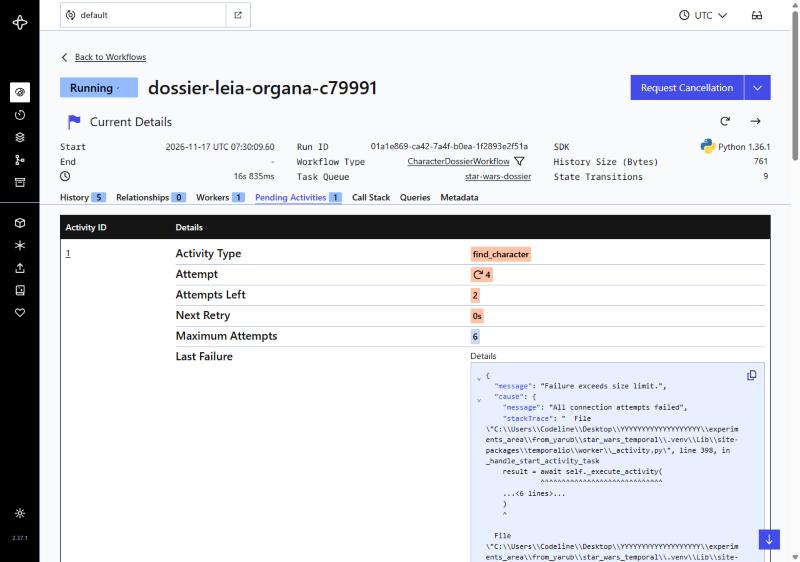 default
UTC
Back to Workflows
Running
dossier-leia-organa-c79991
Request Cancellation
Current Details
Start 2026-11-17 UTC 07:30:09.60
Run ID 01a1e869-ca42-7a4f-b0ea-1f2893e2f51a
SDK Python 1.36.1
End -
Workflow Type CharacterDossierWorkflow
History Size (Bytes) 761
16s 835ms
Task Queue star-wars-dossier
State Transitions 9
History 5 Relationships 0 Workers 1 Pending Activities 1 Call Stack Queries Metadata
Activity ID Details
1
Activity Type find_character
Attempt 4
Attempts Left 2
Next Retry 0s
Maximum Attempts 6
Last Failure Details
{
"message": "Failure exceeds size limit.",
"cause": {
"message": "All connection attempts failed",
"stackTrace": "  File
\"C:\\Users\\Codeline\\Desktop\\YYYYYYYYYYYYYYYYYYY\\experim
ents_area\\from_yarub\\star_wars_temporal\\.venv\\Lib\\site-
packages\\temporalio\\worker\\_activity.py\", line 398, in
_handle_start_activity_task
result = await self._execute_activity(
^^^^^^^^^^^^^^^^^^^^^^^^^^^^^
...<6 lines>...
)
^
File
\"C:\\Users\\Codeline\\Desktop\\YYYYYYYYYYYYYYYYYYY\\experim
ents_area\\from_yarub\\star_wars_temporal\\.venv\\Lib\\site-
2.37.1